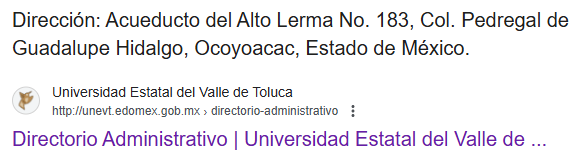 Dirección: Acueducto del Alto Lerma No. 183, Col. Pedregal de
Guadalupe Hidalgo, Ocoyoacac, Estado de México.
Universidad Estatal del Valle de Toluca
http://unevt.edomex.gob.mx › directorio-administrativo
Directorio Administrativo | Universidad Estatal del Valle de ...